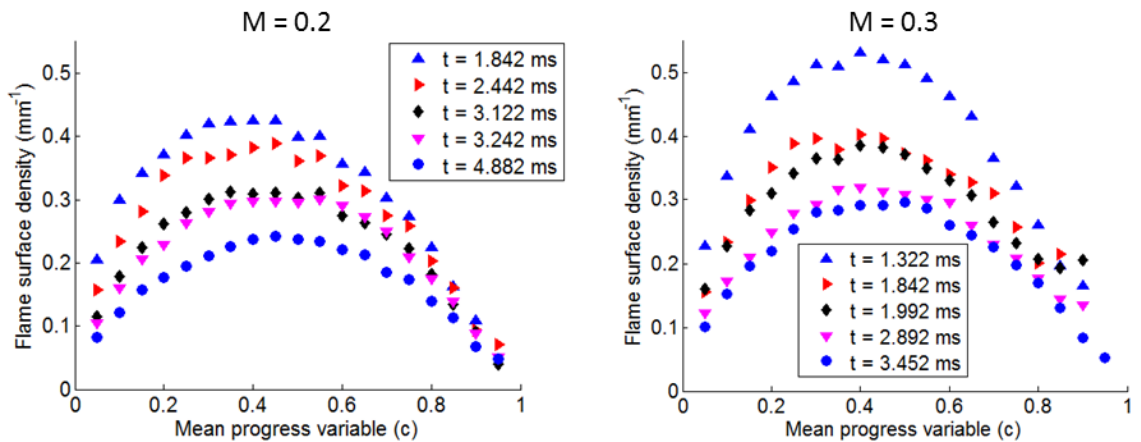 M = 0.2
Flame surface density (mm⁻¹)
0.5
0.4
0.3
0.2
0.1
0
t = 1.842 ms
t = 2.442 ms
t = 3.122 ms
t = 3.242 ms
t = 4.882 ms
0 0.2 0.4 0.6 0.8 1
Mean progress variable (c)
M = 0.3
Flame surface density (mm⁻¹)
0.5
0.4
0.3
0.2
0.1
0
t = 1.322 ms
t = 1.842 ms
t = 1.992 ms
t = 2.892 ms
t = 3.452 ms
0 0.2 0.4 0.6 0.8 1
Mean progress variable (c)